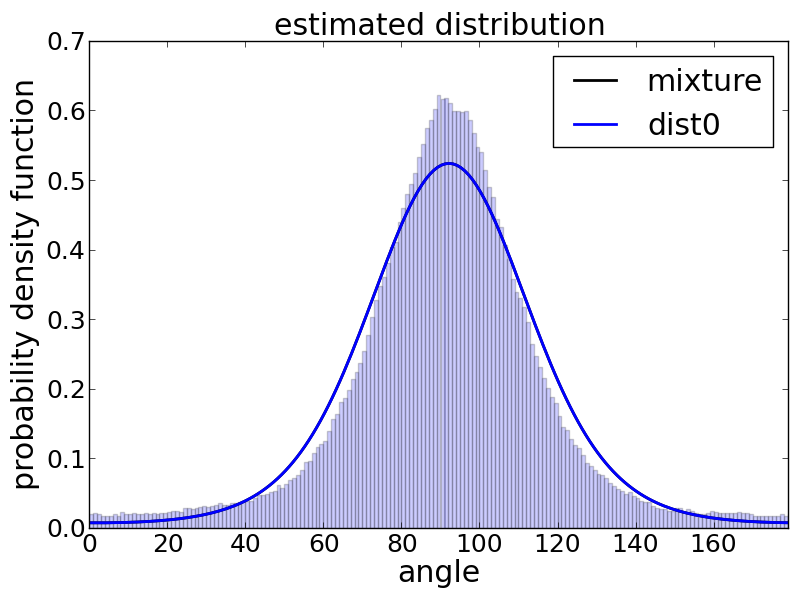 estimated distribution
0.7
0.6
0.5
0.4
0.3
0.2
0.1
0.0
probability density function
mixture
dist0
0 20 40 60 80 100 120 140 160
angle